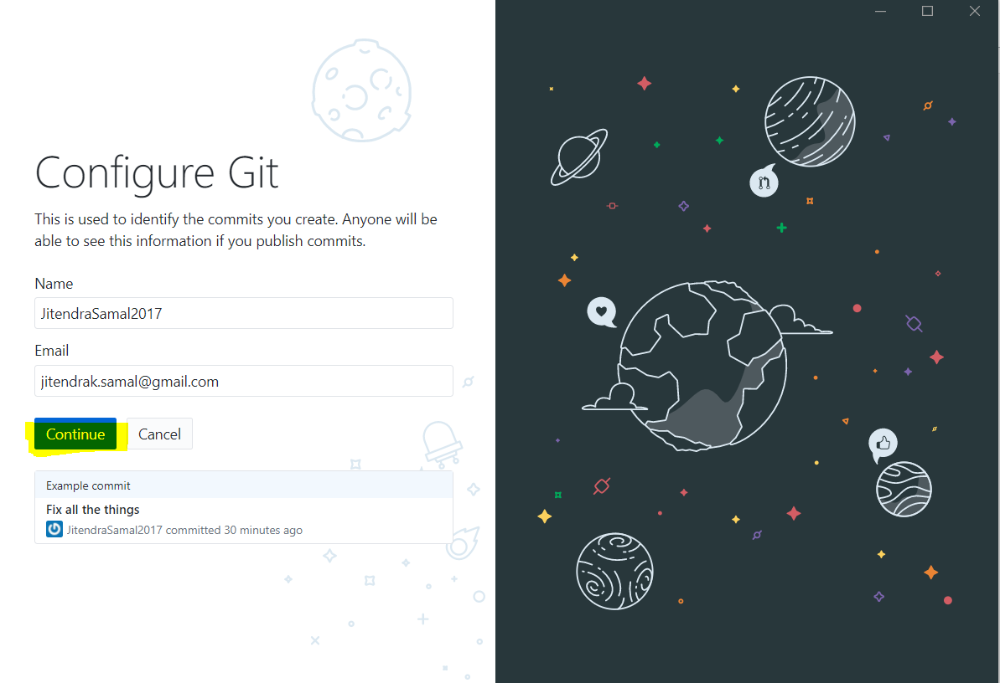 Configure Git
This is used to identify the commits you create. Anyone will be
able to see this information if you publish commits.
Name
JitendraSamal2017
Email
jitendrak.samal@gmail.com
Continue
Cancel
Example commit
Fix all the things
JitendraSamal2017 committed 30 minutes ago